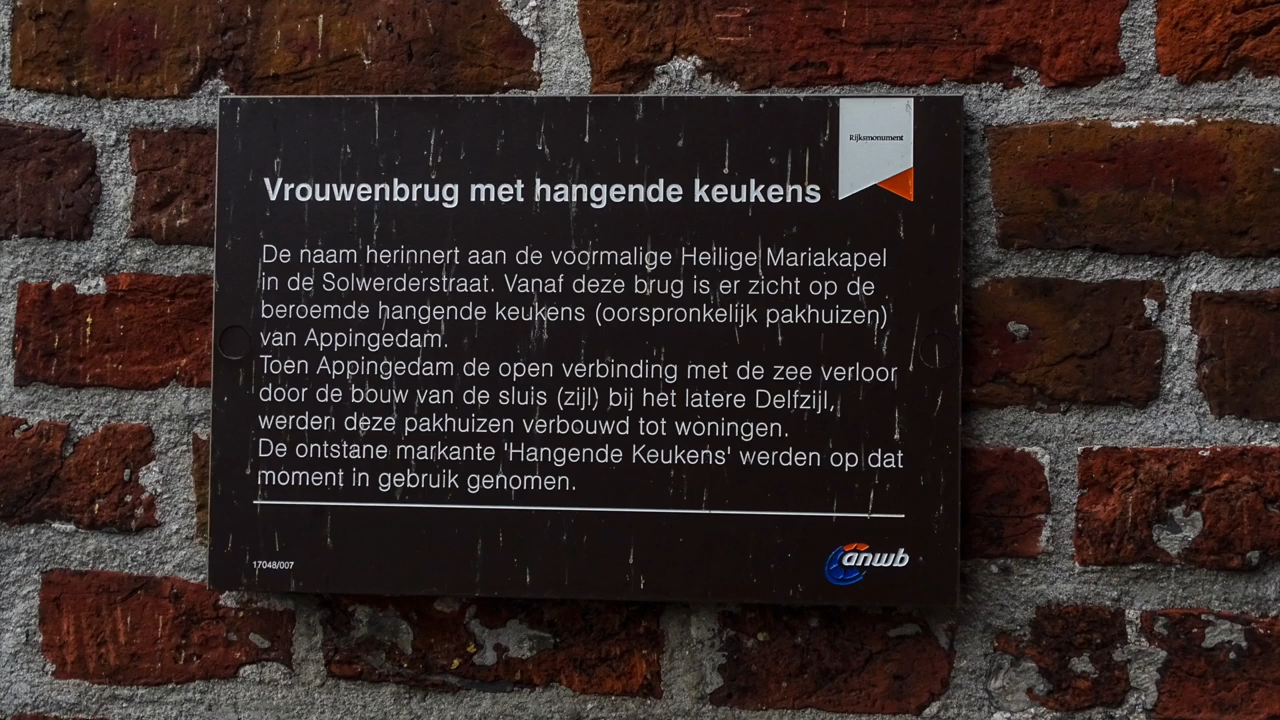 Rijksmonument
Vrouwenbrug met hangende keukens
De naam herinnert aan de voormalige Heilige Mariakapel
in de Solwerderstraat. Vanaf deze brug is er zicht op de
beroemde hangende keukens (oorspronkelijk pakhuizen)
van Appingedam.
Toen Appingedam de open verbinding met de zee verloor
door de bouw van de sluis (zijl) bij het latere Delfzijl,
werden deze pakhuizen verbouwd tot woningen.
De ontstane markante 'Hangende Keukens' werden op dat
moment in gebruik genomen.
17048/007
anwb